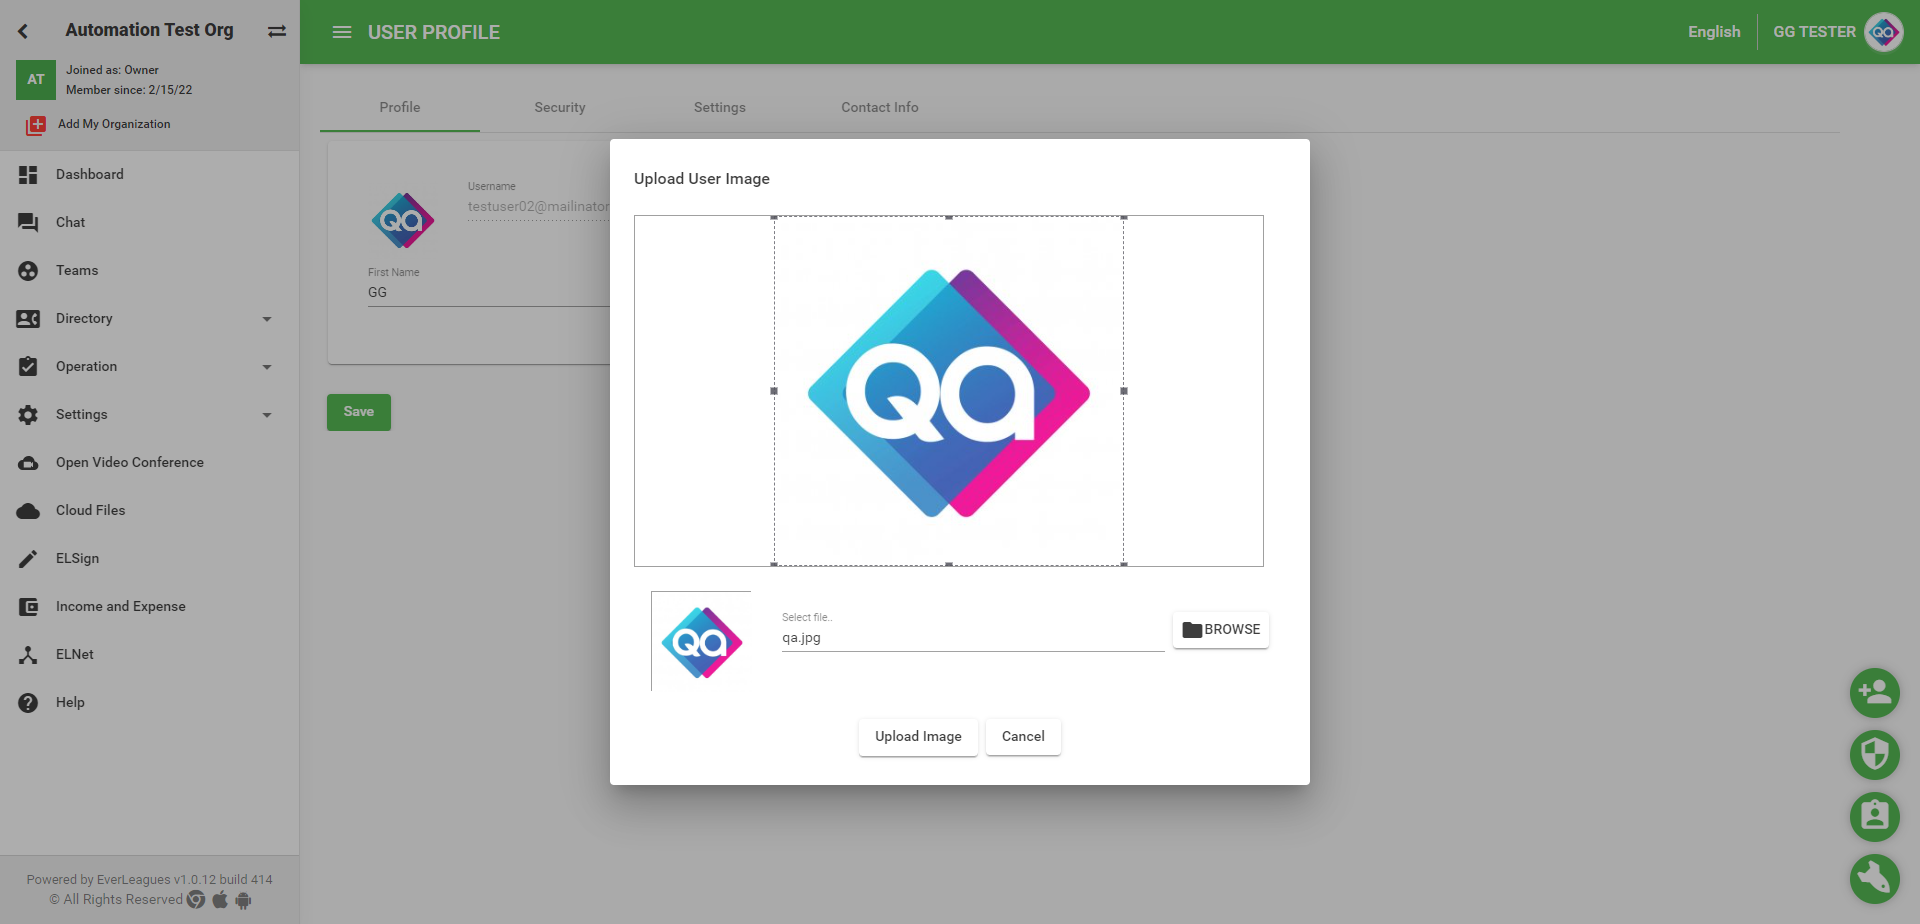 Automation Test Org
AT
Joined as: Owner
Member since: 2/15/22
Add My Organization
Dashboard
Chat
Teams
Directory
Operation
Settings
Open Video Conference
Cloud Files
ELSign
Income and Expense
ELNet
Help
Powered by EverLeagues v1.0.12 build 414
© All Rights Reserved
USER PROFILE
English
GG TESTER
Qa
Profile
Security
Settings
Contact Info
Qa
Username
testuser02@mailinator
First Name
GG
Save
Upload User Image
Qa
Qa
Select file..
qa.jpg
BROWSE
Upload Image
Cancel